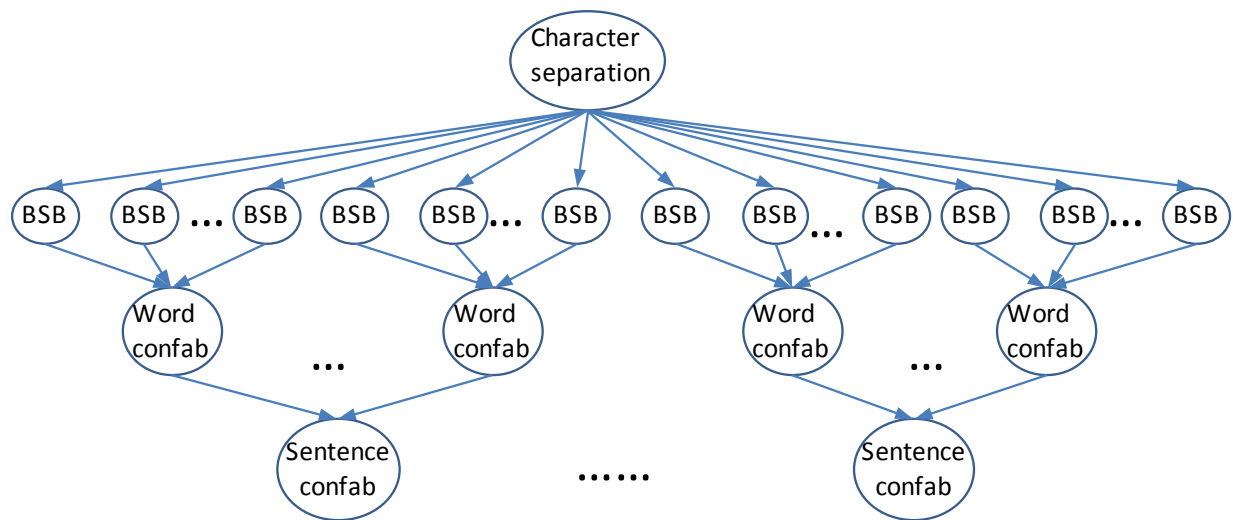 Character
separation
BSB BSB ... BSB BSB BSB ... BSB BSB BSB ... BSB BSB BSB ... BSB
Word Word Word Word
confab ... confab confab ... confab
Sentence Sentence
confab ...... confab